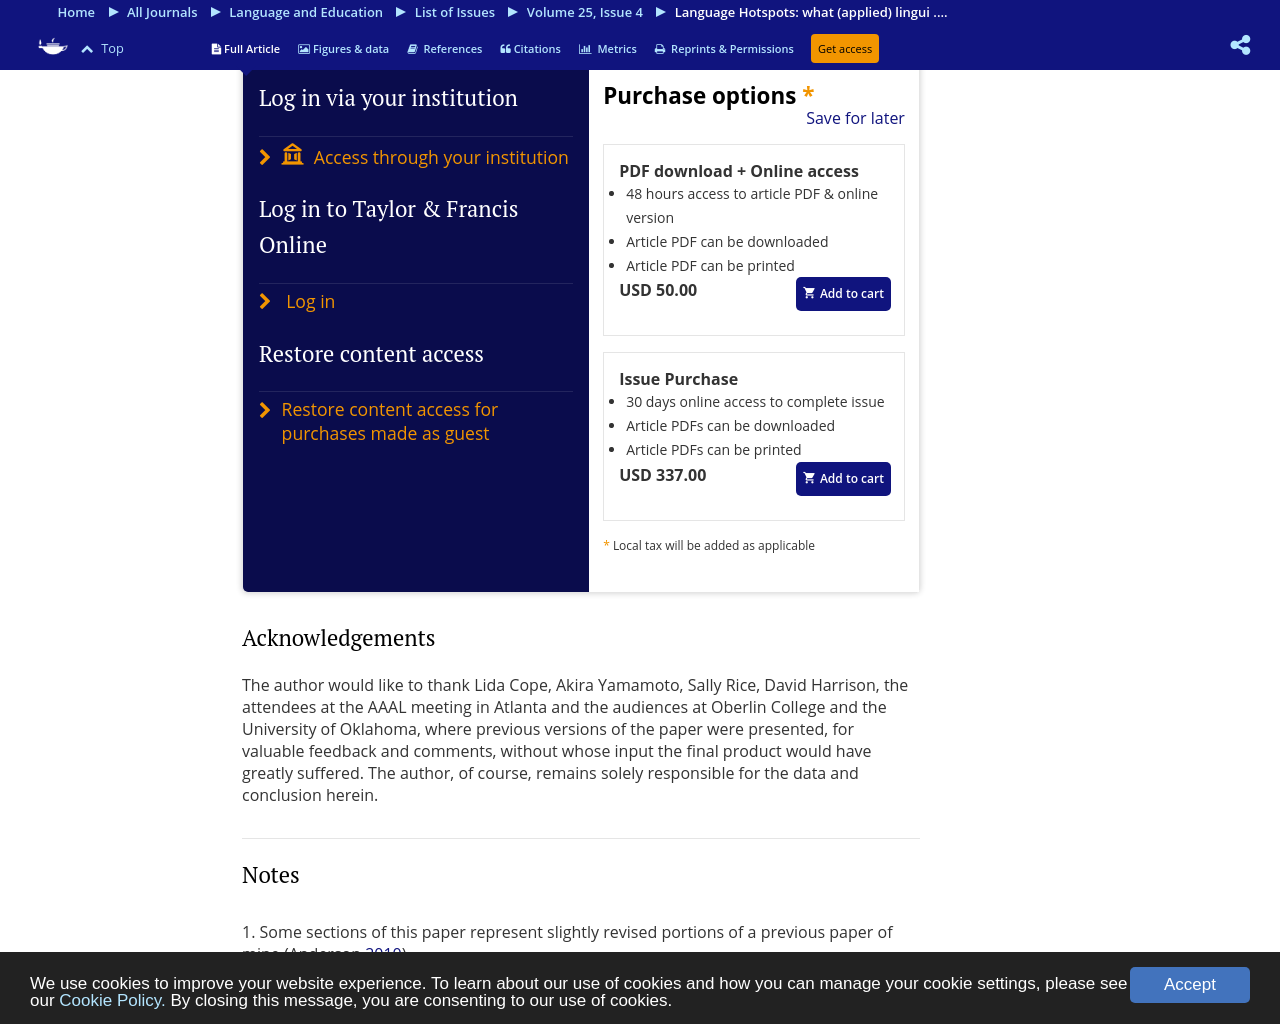 Home All Journals Language and Education List of Issues Volume 25, Issue 4 Language Hotspots: what (applied) lingui ....
Top Full Article Figures & data References Citations Metrics Reprints & Permissions Get access
Log in via your institution
Access through your institution
Log in to Taylor & Francis
Online
Log in
Restore content access
Restore content access for
purchases made as guest
Purchase options *
Save for later
PDF download + Online access
48 hours access to article PDF & online
version
Article PDF can be downloaded
Article PDF can be printed
USD 50.00 Add to cart
Issue Purchase
30 days online access to complete issue
Article PDFs can be downloaded
Article PDFs can be printed
USD 337.00 Add to cart
* Local tax will be added as applicable
Acknowledgements
The author would like to thank Lida Cope, Akira Yamamoto, Sally Rice, David Harrison, the
attendees at the AAAL meeting in Atlanta and the audiences at Oberlin College and the
University of Oklahoma, where previous versions of the paper were presented, for
valuable feedback and comments, without whose input the final product would have
greatly suffered. The author, of course, remains solely responsible for the data and
conclusion herein.
Notes
1. Some sections of this paper represent slightly revised portions of a previous paper of
We use cookies to improve your website experience. To learn about our use of cookies and how you can manage your cookie settings, please see
our Cookie Policy. By closing this message, you are consenting to our use of cookies.
Accept